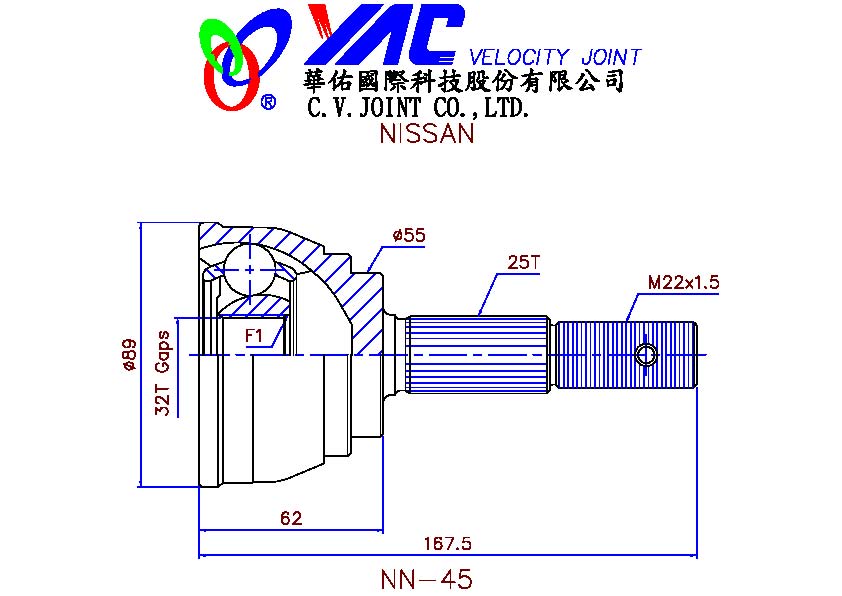 YAC VELOCITY JOINT
®
華佑國際科技股份有限公司
C.V.JOINT CO.,LTD.
NISSAN
ø55
25T
M22x1.5
F1
ø89
32T Gaps
62
167.5
NN-45